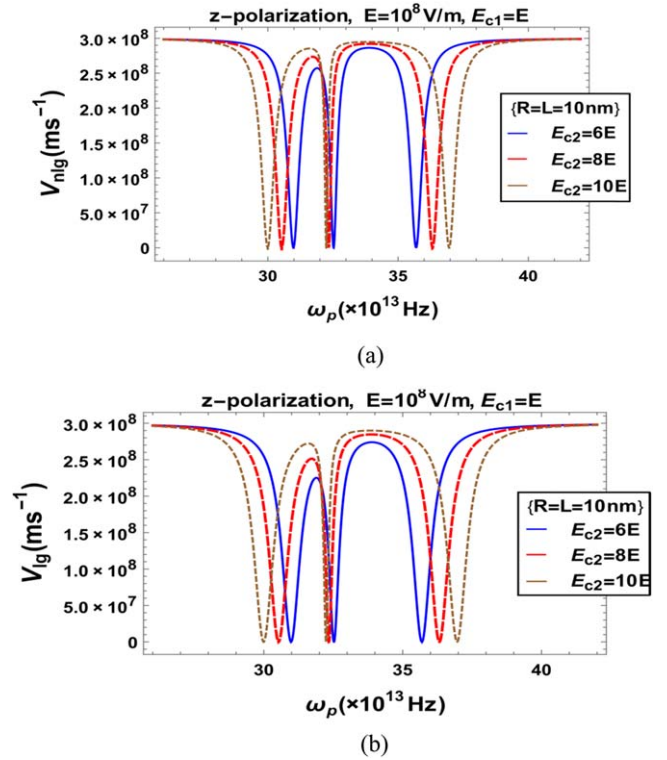 z-polarization, E=10⁸V/m, E_c1=E
3.0 × 10⁸
2.5 × 10⁸
2.0 × 10⁸
1.5 × 10⁸
1.0 × 10⁸
5.0 × 10⁷
0
V_nlg(ms⁻¹)
{R=L=10nm}
E_c2=6E
E_c2=8E
E_c2=10E
30 35 40
ω_p(×10¹³ Hz)
(a)
z-polarization, E=10⁸V/m, E_c1=E
3.0 × 10⁸
2.5 × 10⁸
2.0 × 10⁸
1.5 × 10⁸
1.0 × 10⁸
5.0 × 10⁷
0
V_lg(ms⁻¹)
{R=L=10nm}
E_c2=6E
E_c2=8E
E_c2=10E
30 35 40
ω_p(×10¹³ Hz)
(b)